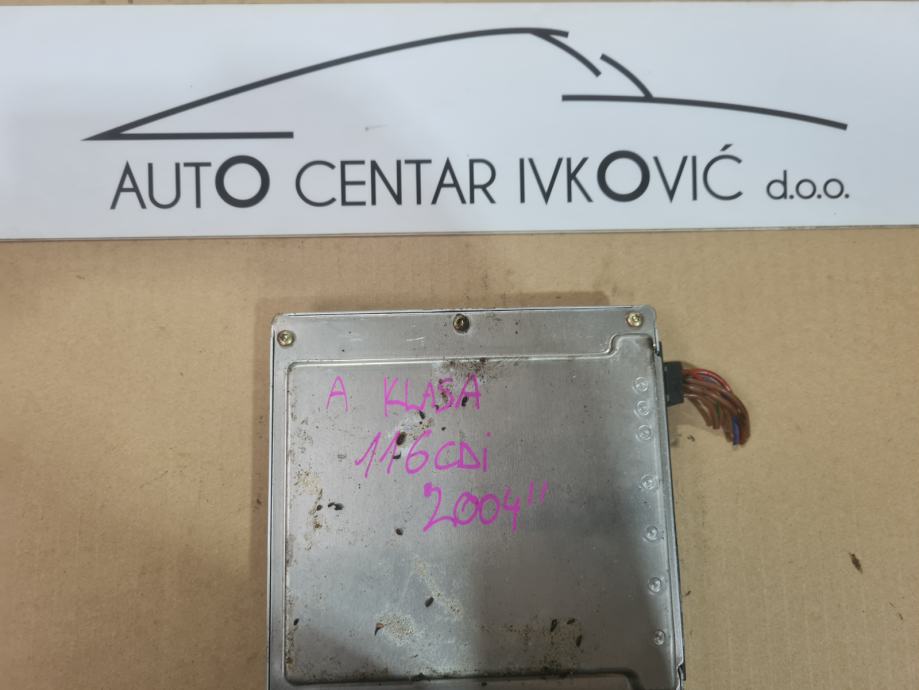 AUTO CENTAR IVKOVIĆ d.o.o.
A KLASA
116CDi
2004"